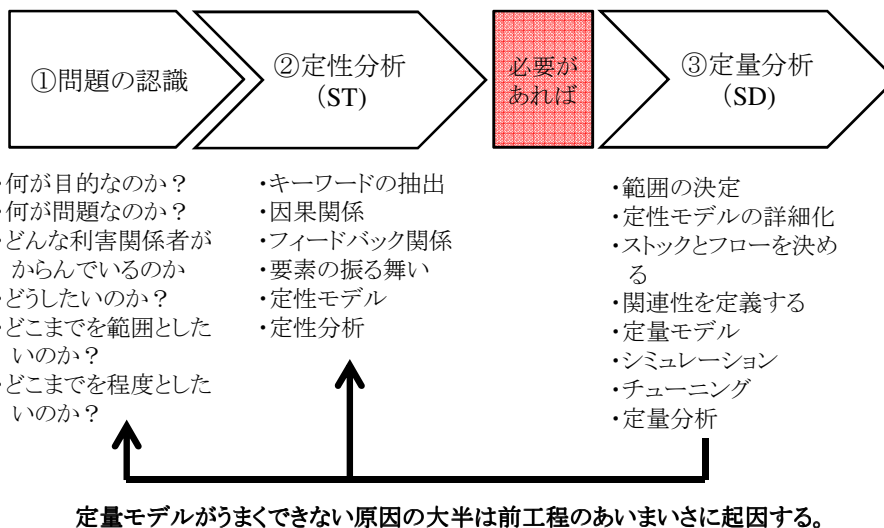 ①問題の認識
②定性分析
（ST)
必要が
あれば
③定量分析
（SD)
・何が目的なのか？
・何が問題なのか？
・どんな利害関係者が
からんでいるのか
・どうしたいのか？
・どこまでを範囲とした
いのか？
・どこまでを程度とした
いのか？
・キーワードの抽出
・因果関係
・フィードバック関係
・要素の振る舞い
・定性モデル
・定性分析
・範囲の決定
・定性モデルの詳細化
・ストックとフローを決め
る
・関連性を定義する
・定量モデル
・シミュレーション
・チューニング
・定量分析
定量モデルがうまくできない原因の大半は前工程のあいまいさに起因する。